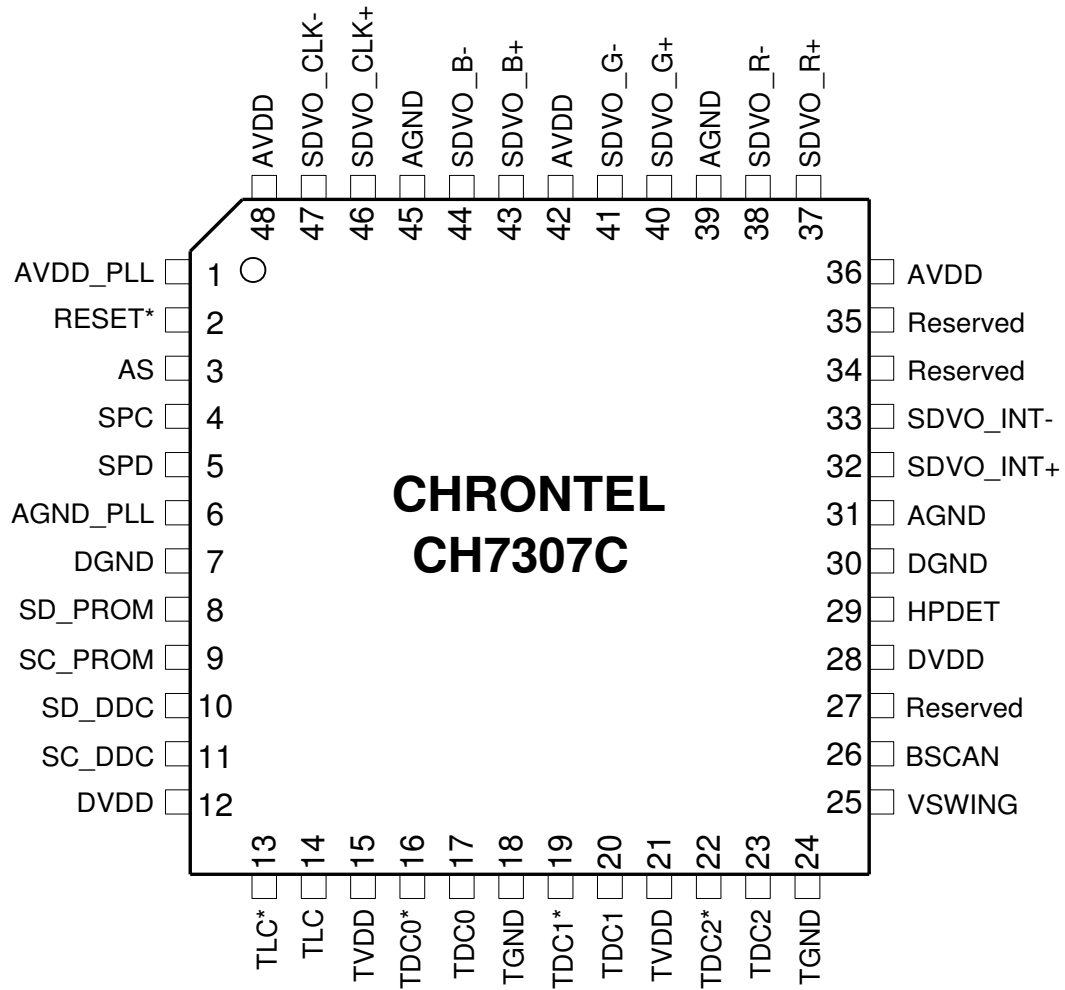 AVDD
SDVO_CLK-
SDVO_CLK+
AGND
SDVO_B-
SDVO_B+
AVDD
SDVO_G-
SDVO_G+
AGND
SDVO_R-
SDVO_R+
48
47
46
45
44
43
42
41
40
39
38
37
AVDD_PLL 1
RESET* 2
AS 3
SPC 4
SPD 5
AGND_PLL 6
DGND 7
SD_PROM 8
SC_PROM 9
SD_DDC 10
SC_DDC 11
DVDD 12
CHRONTEL
CH7307C
36 AVDD
35 Reserved
34 Reserved
33 SDVO_INT-
32 SDVO_INT+
31 AGND
30 DGND
29 HPDET
28 DVDD
27 Reserved
26 BSCAN
25 VSWING
13
14
15
16
17
18
19
20
21
22
23
24
TLC*
TLC
TVDD
TDC0*
TDC0
TGND
TDC1*
TDC1
TVDD
TDC2*
TDC2
TGND